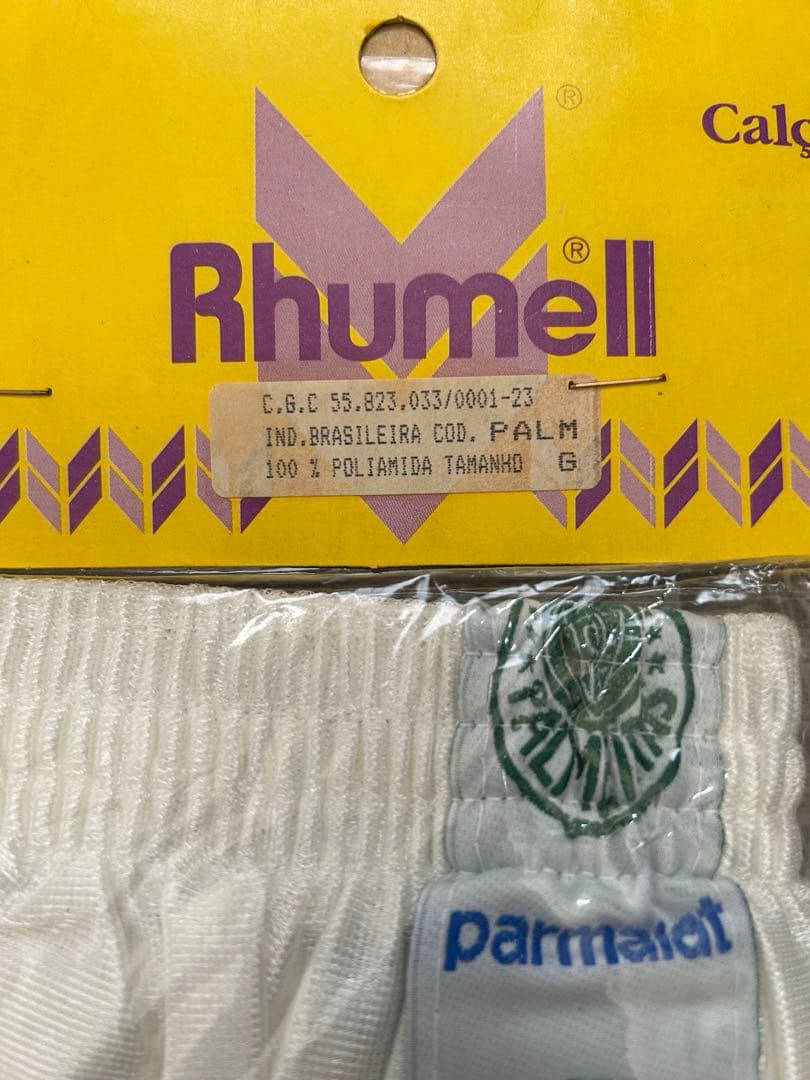 ®
Calç
Rhumell®
C.G.C 55.823.033/0001-23
IND.BRASILEIRA COD. PALM
100 % POLIAMIDA TAMANHO G
PALMEIRAS
parmalat